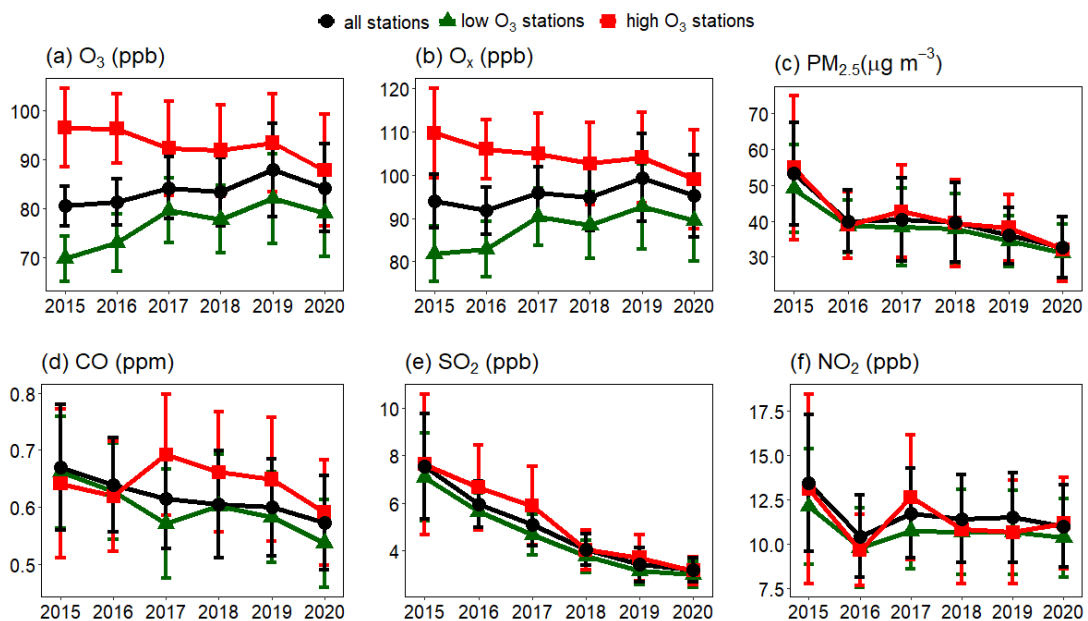 all stations low O₃ stations high O₃ stations
(a) O₃ (ppb)
100
90
80
70
2015 2016 2017 2018 2019 2020
(b) Oₓ (ppb)
120
110
100
90
80
2015 2016 2017 2018 2019 2020
(c) PM₂.₅(μg m⁻³)
70
60
50
40
30
2015 2016 2017 2018 2019 2020
(d) CO (ppm)
0.8
0.7
0.6
0.5
2015 2016 2017 2018 2019 2020
(e) SO₂ (ppb)
10
8
6
4
2015 2016 2017 2018 2019 2020
(f) NO₂ (ppb)
17.5
15.0
12.5
10.0
7.5
2015 2016 2017 2018 2019 2020